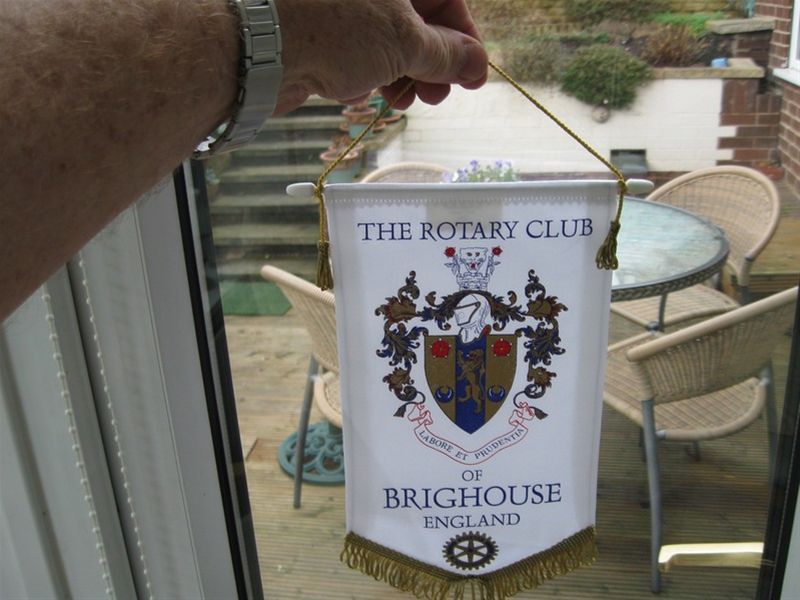 THE ROTARY CLUB
LABORE ET PRUDENTIA
OF
BRIGHOUSE
ENGLAND